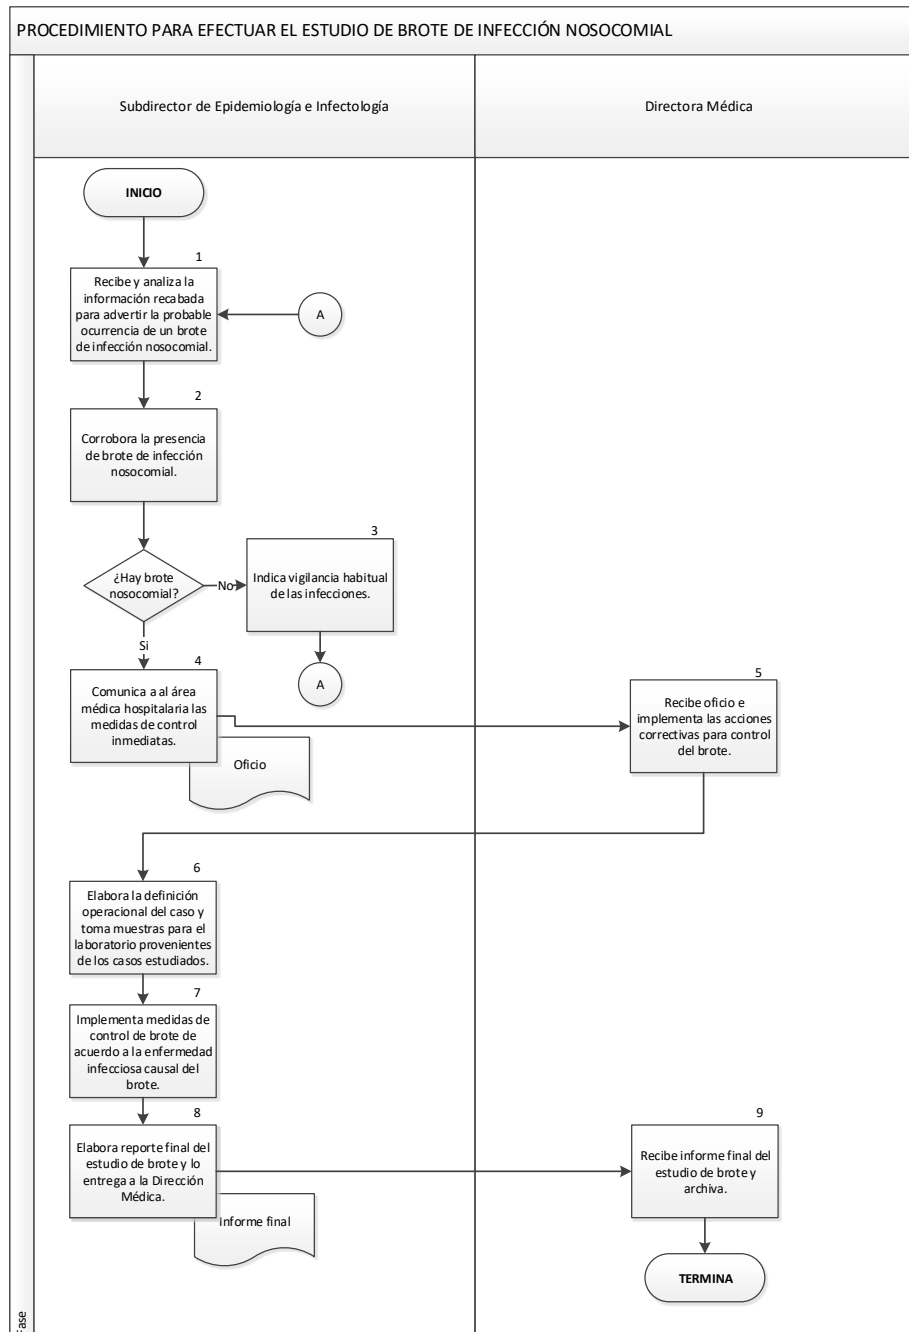 PROCEDIMIENTO PARA EFECTUAR EL ESTUDIO DE BROTE DE INFECCIÓN NOSOCOMIAL
Subdirector de Epidemiología e Infectología
Directora Médica
INICIO
1
Recibe y analiza la
información recabada
para advertir la probable
ocurrencia de un brote
de infección nosocomial.
A
2
Corrobora la presencia
de brote de infección
nosocomial.
¿Hay brote
nosocomial?
No
3
Indica vigilancia habitual
de las infecciones.
A
Si
4
Comunica a al área
médica hospitalaria las
medidas de control
inmediatas.
Oficio
5
Recibe oficio e
implementa las acciones
correctivas para control
del brote.
6
Elabora la definición
operacional del caso y
toma muestras para el
laboratorio provenientes
de los casos estudiados.
7
Implementa medidas de
control de brote de
acuerdo a la enfermedad
infecciosa causal del
brote.
8
Elabora reporte final del
estudio de brote y lo
entrega a la Dirección
Médica.
Informe final
9
Recibe informe final del
estudio de brote y
archiva.
TERMINA
Fase